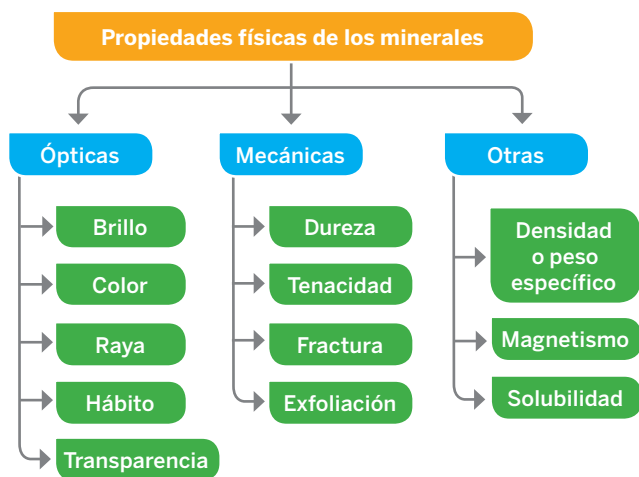 Propiedades físicas de los minerales
Ópticas
Brillo
Color
Raya
Hábito
Transparencia
Mecánicas
Dureza
Tenacidad
Fractura
Exfoliación
Otras
Densidad
o peso
específico
Magnetismo
Solubilidad